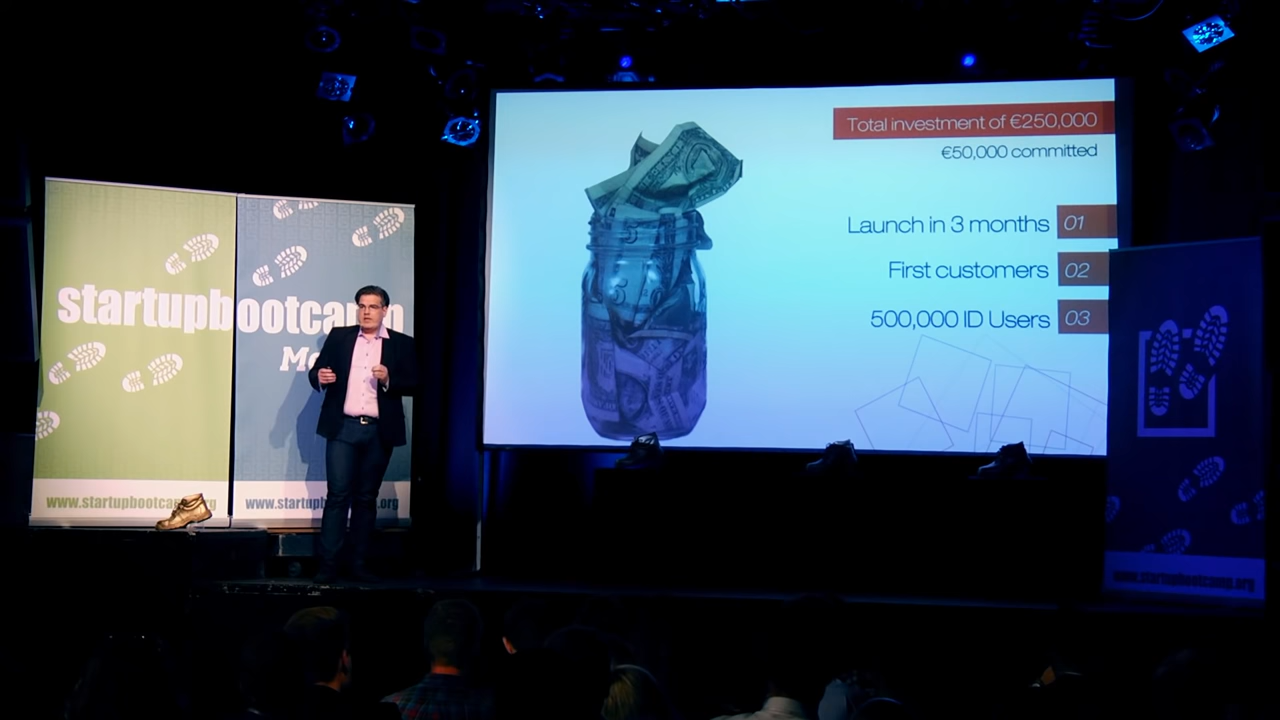 startupbootcamp
www.startupbootcamp.org
www.startupbootcamp.org
Total investment of €250,000
€50,000 committed
Launch in 3 months 01
First customers 02
500,000 ID Users 03
www.startupbootcamp.org